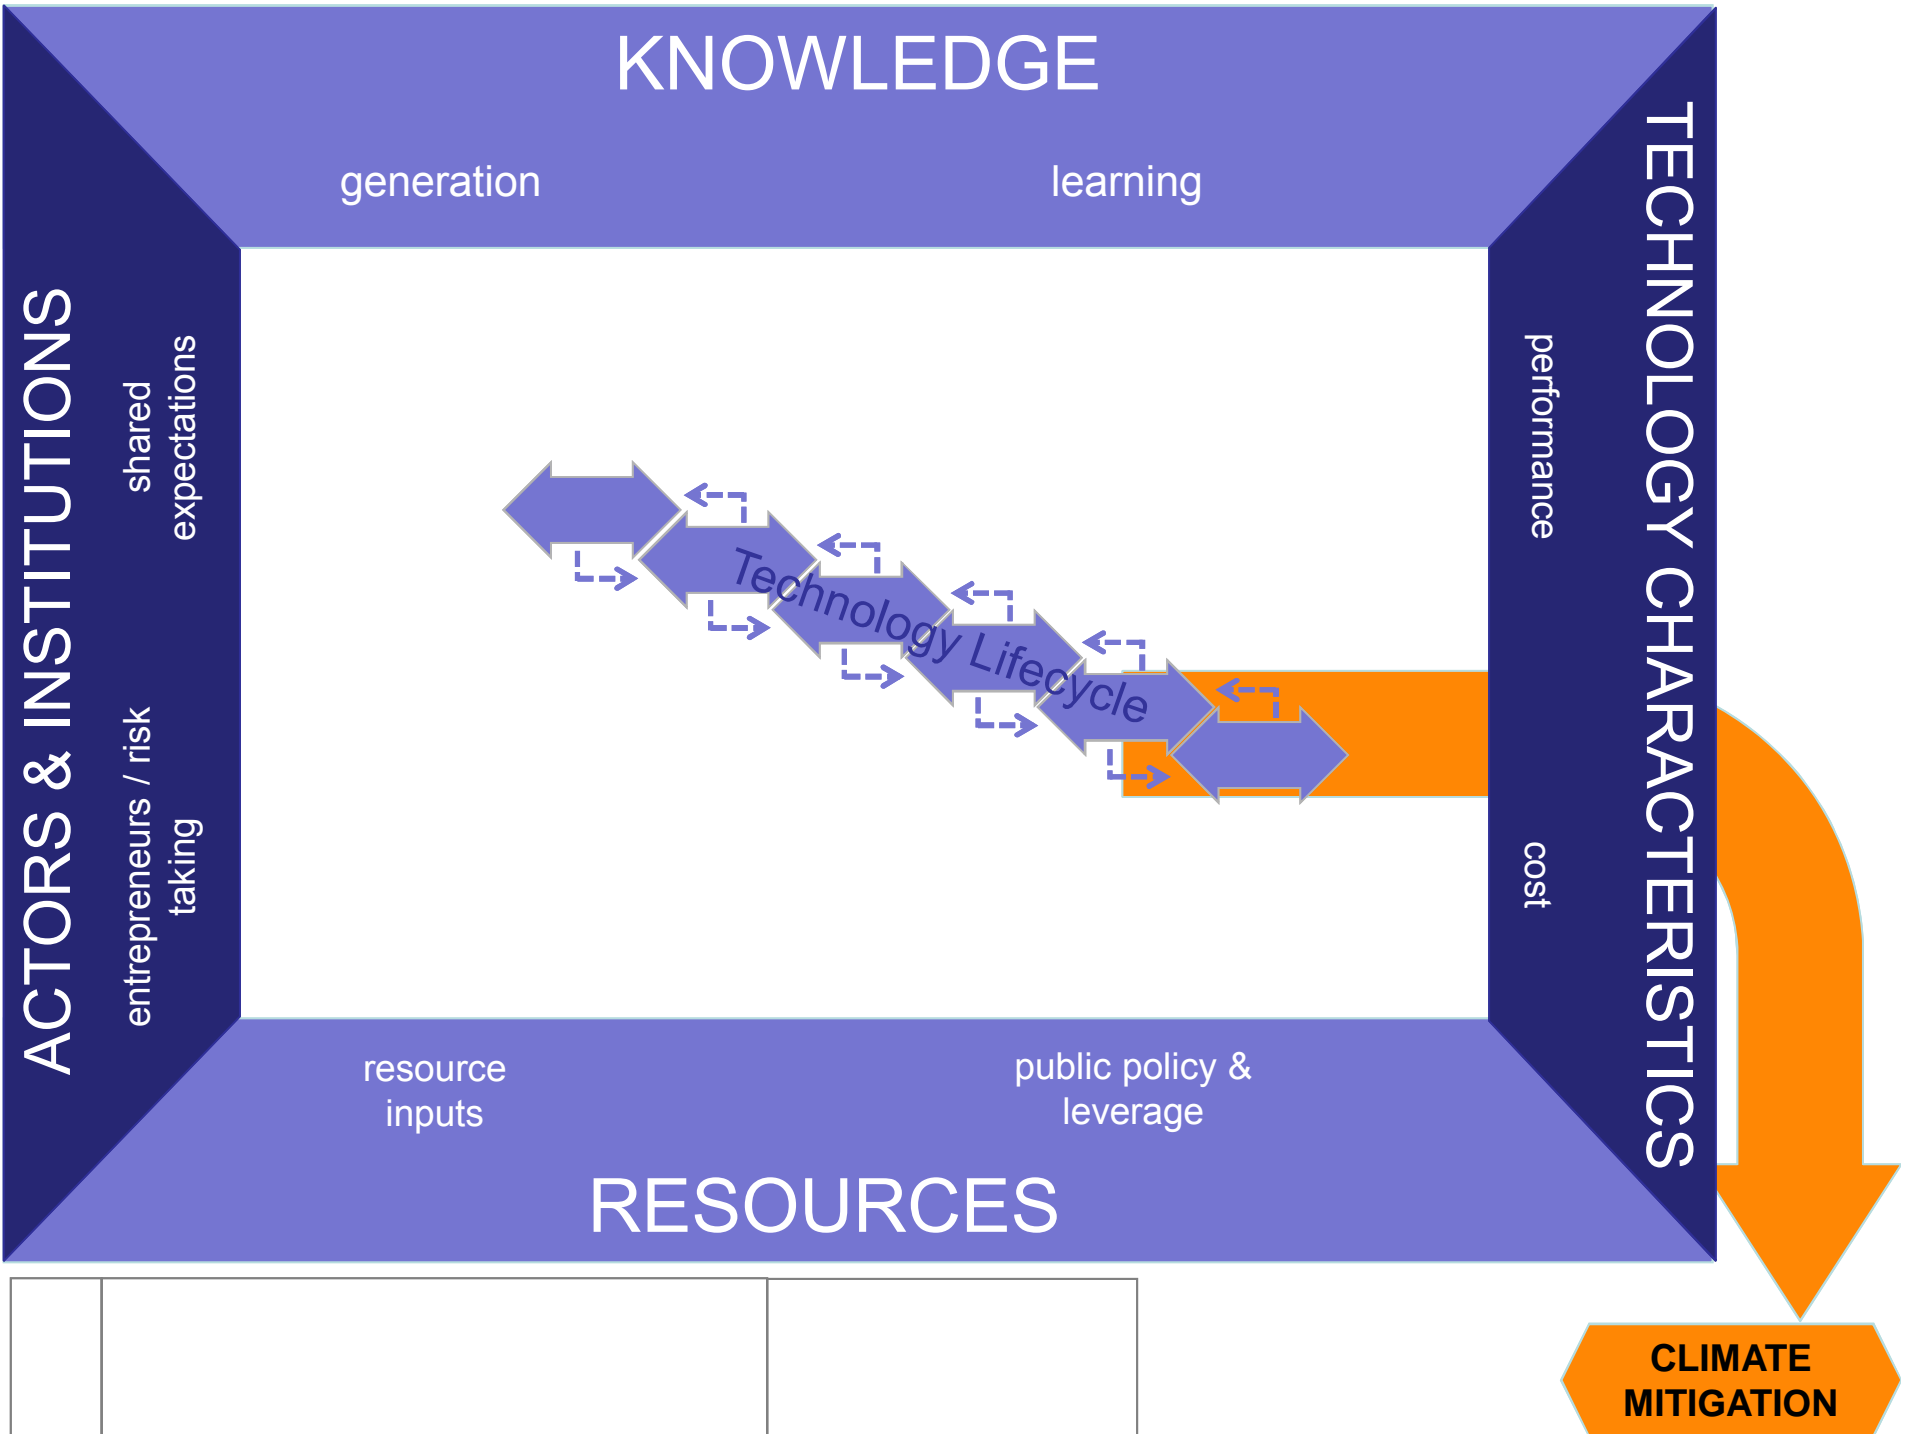 KNOWLEDGE
generation
learning
ACTORS & INSTITUTIONS
shared
expectations
entrepreneurs / risk
taking
Technology Lifecycle
performance
cost
TECHNOLOGY CHARACTERISTICS
resource
inputs
public policy &
leverage
RESOURCES
CLIMATE
MITIGATION